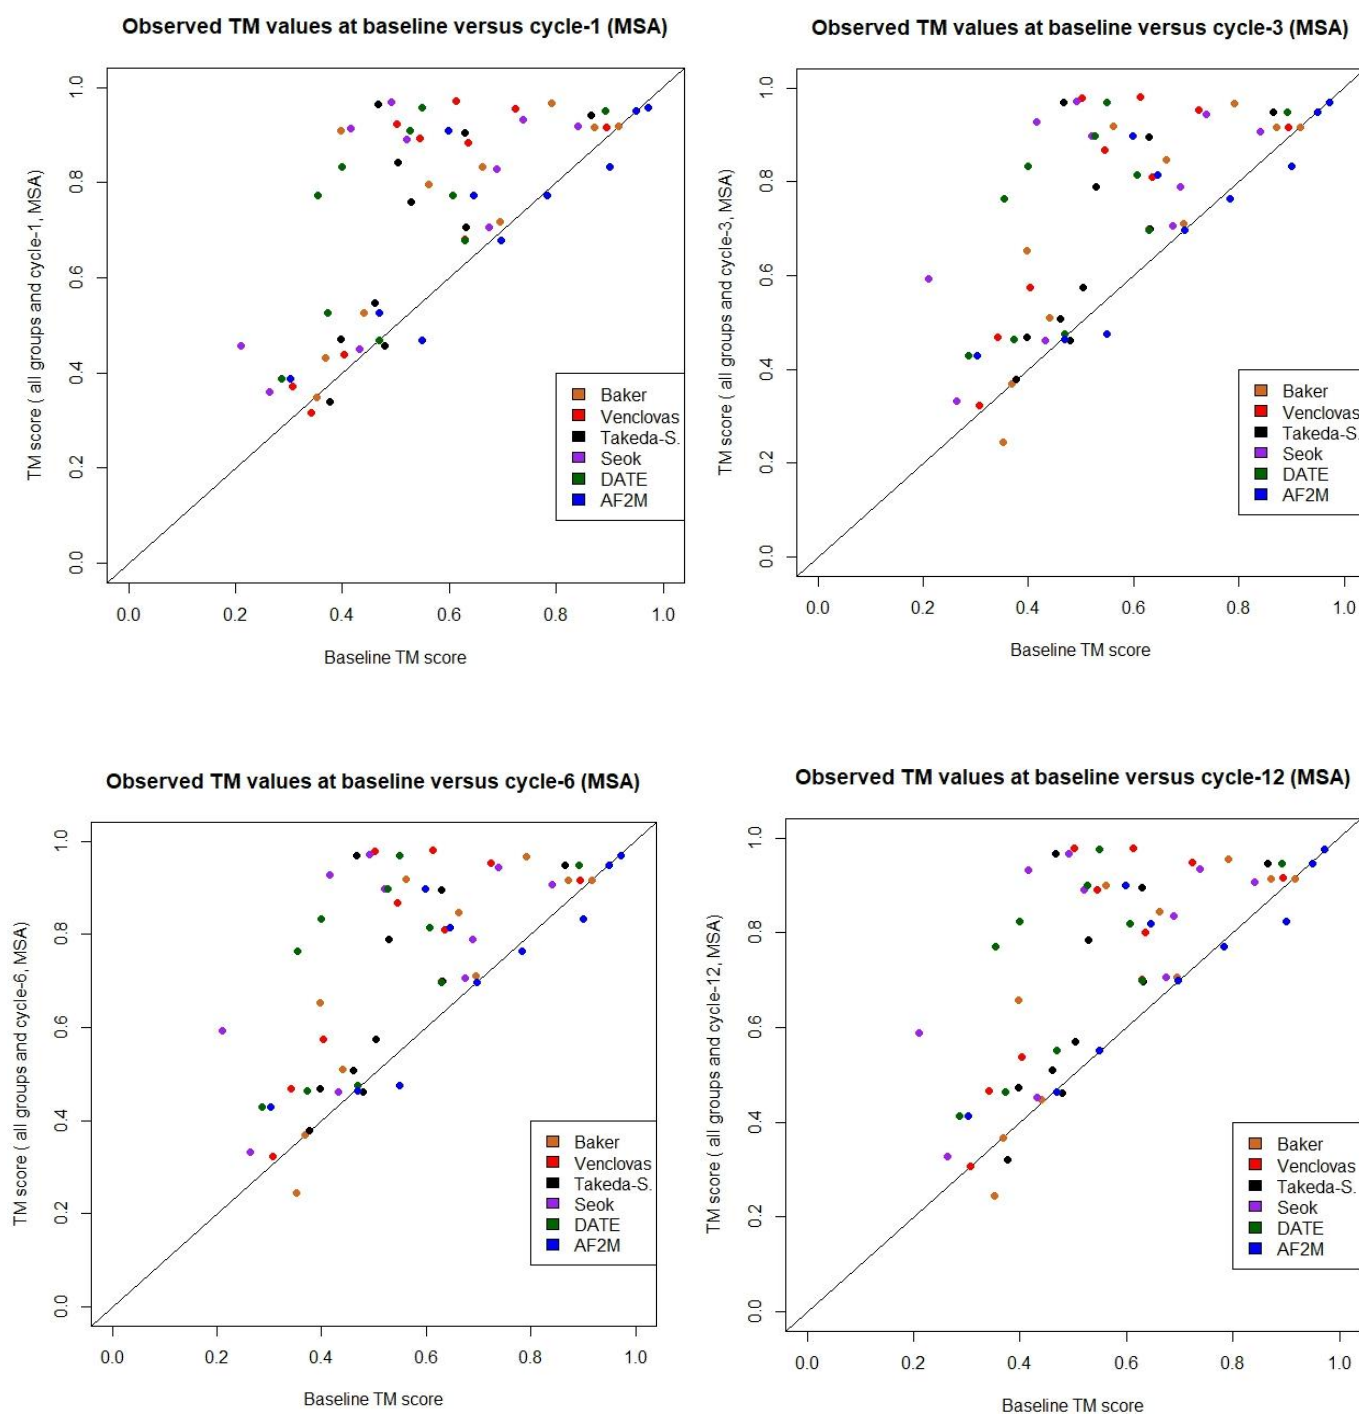 Observed TM values at baseline versus cycle-1 (MSA)
TM score ( all groups and cycle-1, MSA)
1.0
0.8
0.6
0.4
0.2
0.0
Baker
Venclovas
Takeda-S.
Seok
DATE
AF2M
0.0 0.2 0.4 0.6 0.8 1.0
Baseline TM score
Observed TM values at baseline versus cycle-3 (MSA)
TM score ( all groups and cycle-3, MSA)
1.0
0.8
0.6
0.4
0.2
0.0
Baker
Venclovas
Takeda-S.
Seok
DATE
AF2M
0.0 0.2 0.4 0.6 0.8 1.0
Baseline TM score
Observed TM values at baseline versus cycle-6 (MSA)
TM score ( all groups and cycle-6, MSA)
1.0
0.8
0.6
0.4
0.2
0.0
Baker
Venclovas
Takeda-S.
Seok
DATE
AF2M
0.0 0.2 0.4 0.6 0.8 1.0
Baseline TM score
Observed TM values at baseline versus cycle-12 (MSA)
TM score ( all groups and cycle-12, MSA)
1.0
0.8
0.6
0.4
0.2
0.0
Baker
Venclovas
Takeda-S.
Seok
DATE
AF2M
0.0 0.2 0.4 0.6 0.8 1.0
Baseline TM score